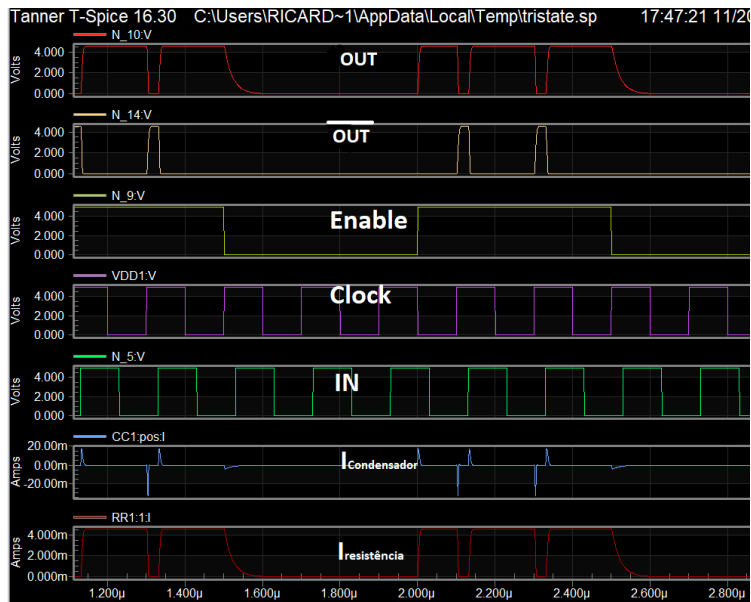 Tanner T-Spice 16.30 C:\Users\RICARD~1\AppData\Local\Temp\tristate.sp 17:47:21 11/20
N_10:V
Volts
4.000
2.000
0.000
OUT
N_14:V
Volts
4.000
2.000
0.000
OUT
N_9:V
Volts
4.000
2.000
0.000
Enable
VDD1:V
Volts
4.000
2.000
0.000
Clock
N_5:V
Volts
4.000
2.000
0.000
IN
CC1:pos:I
Amps
20.00m
0.00m
-20.00m
ICondensador
RR1:1:I
Amps
4.000m
2.000m
0.000m
Iresistência
1.200µ 1.400µ 1.600µ 1.800µ 2.000µ 2.200µ 2.400µ 2.600µ 2.800µ